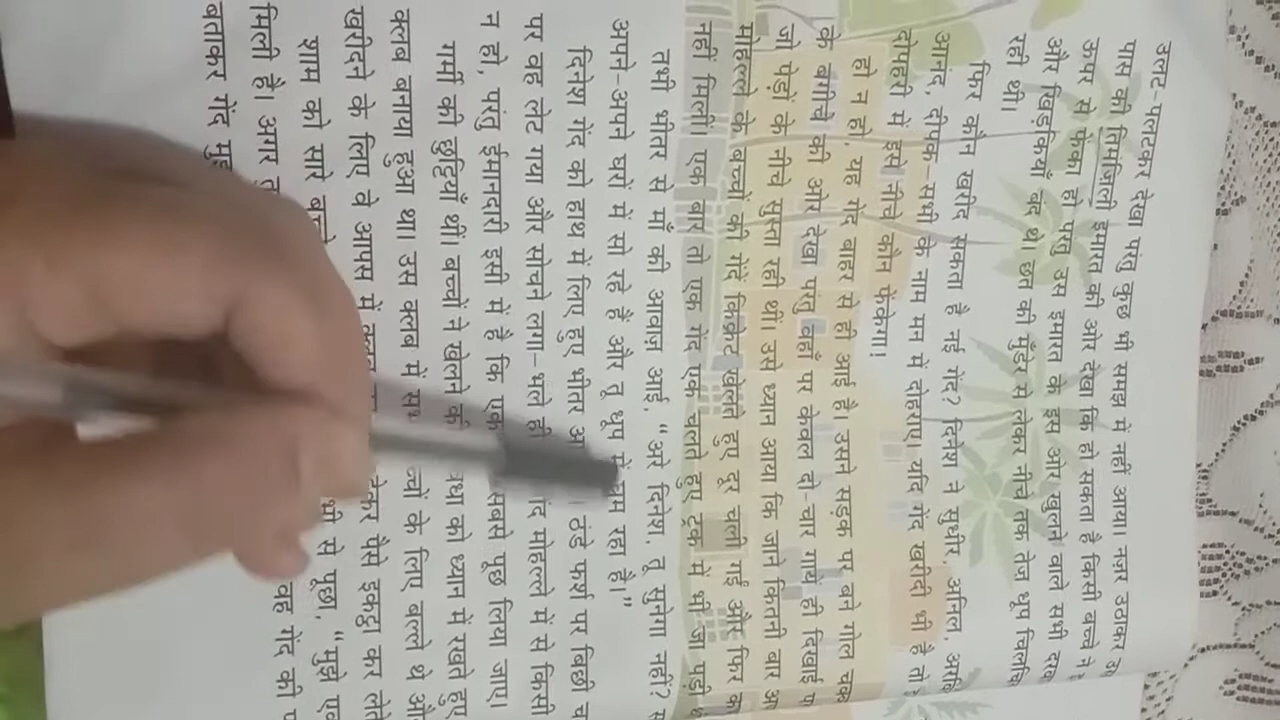 उलट-पलटकर देखा परंतु कुछ भी समझ में नहीं आया। नज़र उठाकर
पास की तिमंज़िली इमारत की ओर देखा कि हो सकता है किसी बच्चे ने
ऊपर से फेंका हो परंतु उस इमारत के इस ओर खुलने वाले सभी
और खिड़कियाँ बंद थीं। छत की मुँडेर से लेकर नीचे तक तेज़ धूप
रही थी।
फिर कौन खरीद सकता है नई गेंद? दिनेश ने सुधीर, अनिल,
आनंद, दीपक-सभी के नाम मन में दोहराए। यदि गेंद खरीदी भी है तो
दोपहरी में इसे नीचे कौन फेंकेगा!
हो न हो, यह गेंद बाहर से ही आई है। उसने सड़क पर बने गोल
के बगीचे की ओर देखा परंतु वहाँ पर केवल दो-चार गायें ही दिखाई
जो पेड़ों के नीचे सुस्ता रही थीं। उसे ध्यान आया कि जाने कितनी बार
मोहल्ले के बच्चों की गेंदें क्रिकेट खेलते हुए दूर चली गईं और फिर
नहीं मिलीं। एक बार तो एक गेंद एक चलते हुए ट्रक में भी जा पड़ी
तभी भीतर से माँ की आवाज़ आई, “अरे दिनेश, तू सुनेगा नहीं?
अपने-अपने घरों में सो रहे हैं और तू धूप में घूम रहा है।”
दिनेश गेंद को हाथ में लिए हुए भीतर ठंडे फ़र्श पर बिछी
पर वह लेट गया और सोचने लगा-भले ही मोहल्ले में से किसी
न हो, परंतु ईमानदारी इसी में है कि एक सबसे पूछ लिया जाए।
गर्मी की छुट्टियाँ थीं। बच्चों ने खेलने को ध्यान में रखते हुए
क्लब बनाया हुआ था। उस क्लब में के लिए बल्ले थे
खरीदने के लिए वे आपस में पैसे इकट्ठा कर
शाम को सारे से पूछा, “मुझे
मिली है। अगर वह गेंद की
बताकर गेंद